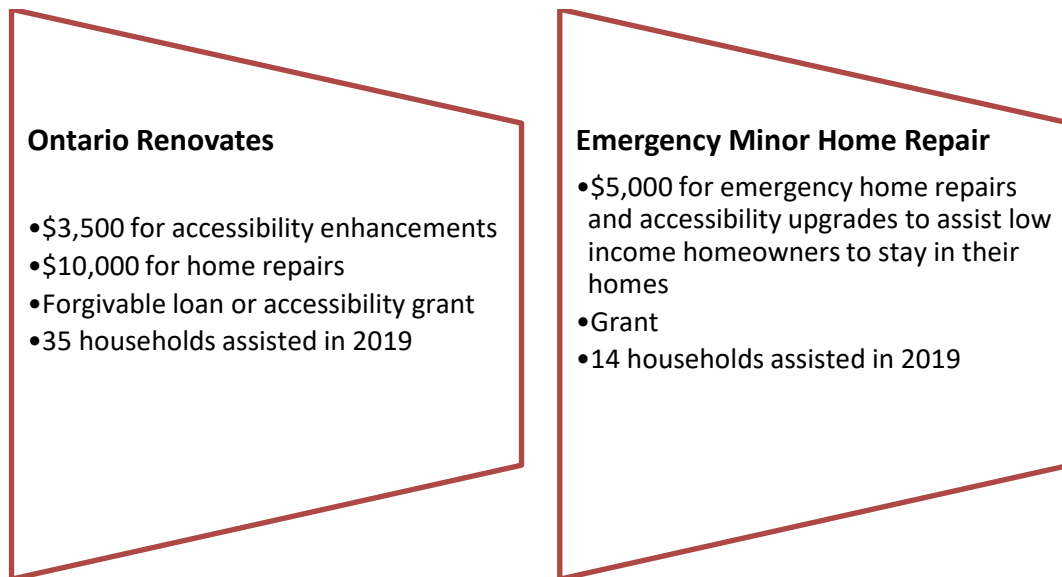 Ontario Renovates
•$3,500 for accessibility enhancements
•$10,000 for home repairs
•Forgivable loan or accessibility grant
•35 households assisted in 2019
Emergency Minor Home Repair
•$5,000 for emergency home repairs
and accessibility upgrades to assist low
income homeowners to stay in their
homes
•Grant
•14 households assisted in 2019